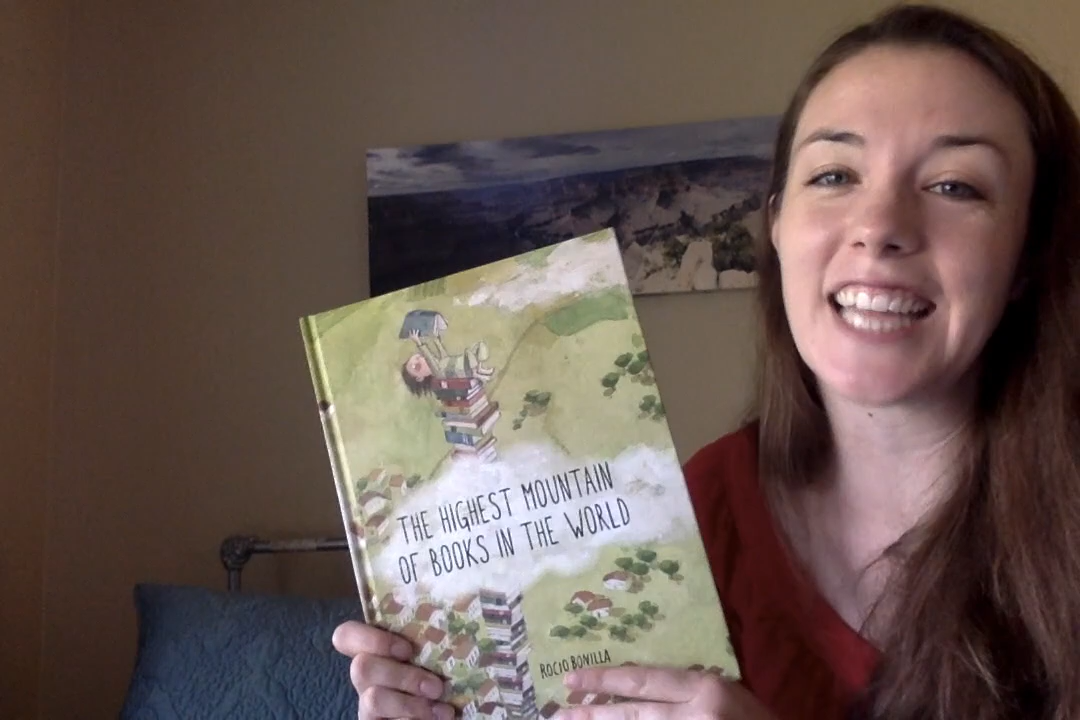 THE HIGHEST MOUNTAIN
OF BOOKS IN THE WORLD
ROCIO BONILLA